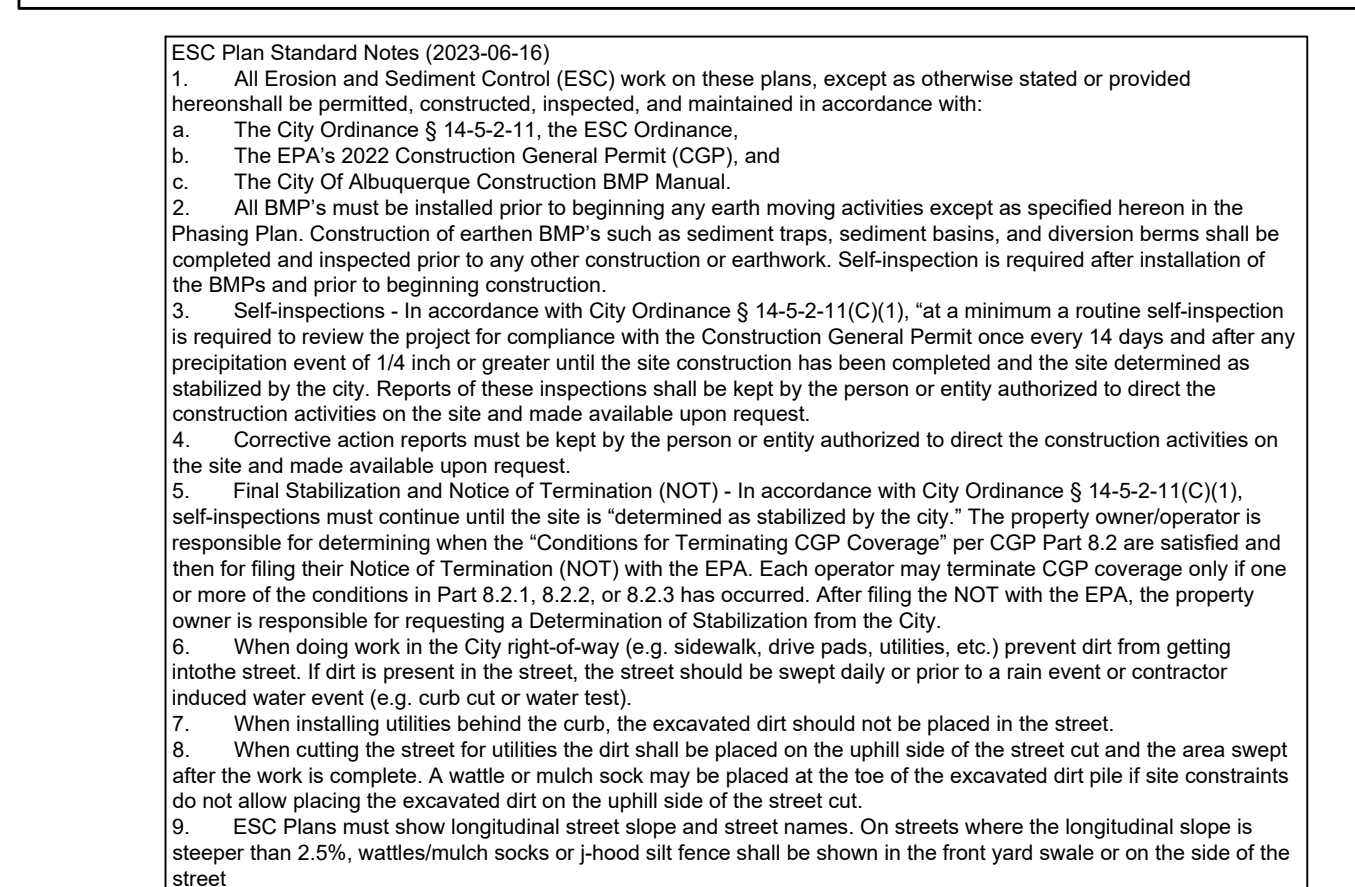 ESC Plan Standard Notes (2023-06-16)
1. All Erosion and Sediment Control (ESC) work on these plans, except as otherwise stated or provided
hereonshall be permitted, constructed, inspected, and maintained in accordance with:
a. The City Ordinance § 14-5-2-11, the ESC Ordinance,
b. The EPA’s 2022 Construction General Permit (CGP), and
c. The City Of Albuquerque Construction BMP Manual.
2. All BMP’s must be installed prior to beginning any earth moving activities except as specified hereon in the
Phasing Plan. Construction of earthen BMP’s such as sediment traps, sediment basins, and diversion berms shall be
completed and inspected prior to any other construction or earthwork. Self-inspection is required after installation of
the BMPs and prior to beginning construction.
3. Self-inspections - In accordance with City Ordinance § 14-5-2-11(C)(1), “at a minimum a routine self-inspection
is required to review the project for compliance with the Construction General Permit once every 14 days and after any
precipitation event of 1/4 inch or greater until the site construction has been completed and the site determined as
stabilized by the city. Reports of these inspections shall be kept by the person or entity authorized to direct the
construction activities on the site and made available upon request.
4. Corrective action reports must be kept by the person or entity authorized to direct the construction activities on
the site and made available upon request.
5. Final Stabilization and Notice of Termination (NOT) - In accordance with City Ordinance § 14-5-2-11(C)(1),
self-inspections must continue until the site is “determined as stabilized by the city.” The property owner/operator is
responsible for determining when the “Conditions for Terminating CGP Coverage” per CGP Part 8.2 are satisfied and
then for filing their Notice of Termination (NOT) with the EPA. Each operator may terminate CGP coverage only if one
or more of the conditions in Part 8.2.1, 8.2.2, or 8.2.3 has occurred. After filing the NOT with the EPA, the property
owner is responsible for requesting a Determination of Stabilization from the City.
6. When doing work in the City right-of-way (e.g. sidewalk, drive pads, utilities, etc.) prevent dirt from getting
intothe street. If dirt is present in the street, the street should be swept daily or prior to a rain event or contractor
induced water event (e.g. curb cut or water test).
7. When installing utilities behind the curb, the excavated dirt should not be placed in the street.
8. When cutting the street for utilities the dirt shall be placed on the uphill side of the street cut and the area swept
after the work is complete. A wattle or mulch sock may be placed at the toe of the excavated dirt pile if site constraints
do not allow placing the excavated dirt on the uphill side of the street cut.
9. ESC Plans must show longitudinal street slope and street names. On streets where the longitudinal slope is
steeper than 2.5%, wattles/mulch socks or j-hood silt fence shall be shown in the front yard swale or on the side of the
street